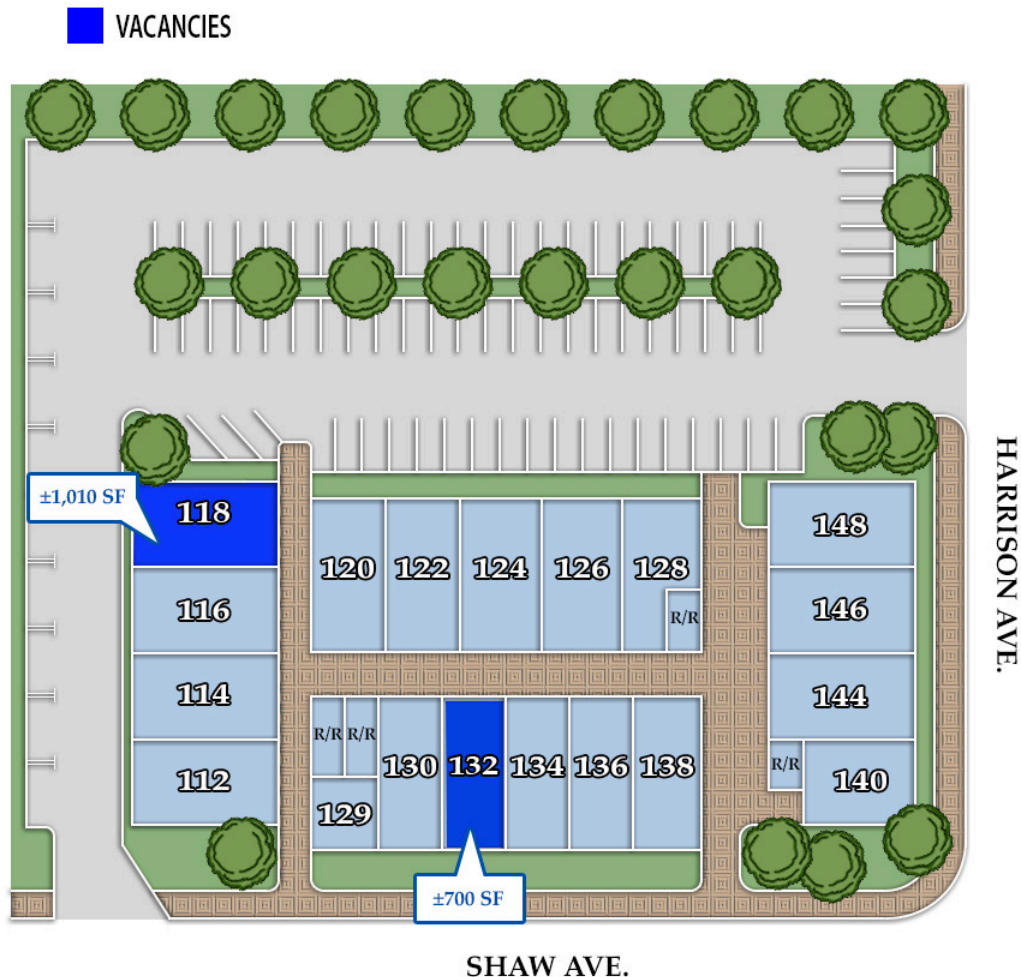 VACANCIES
±1,010 SF
118
116
114
112
120 122 124 126 128
R/R
R/R R/R
129
130 132 134 136 138
148
146
144
R/R
140
±700 SF
HARRISON AVE.
SHAW AVE.